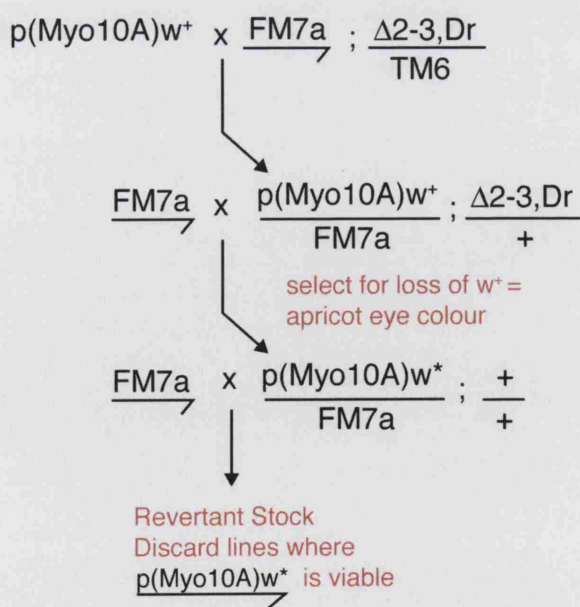 p(Myo10A)w⁺ x FM7a ; Δ2-3,Dr
TM6
FM7a x p(Myo10A)w⁺ ; Δ2-3,Dr
FM7a +
select for loss of w⁺ =
apricot eye colour
FM7a x p(Myo10A)w* ; +
FM7a +
Revertant Stock
Discard lines where
p(Myo10A)w* is viable